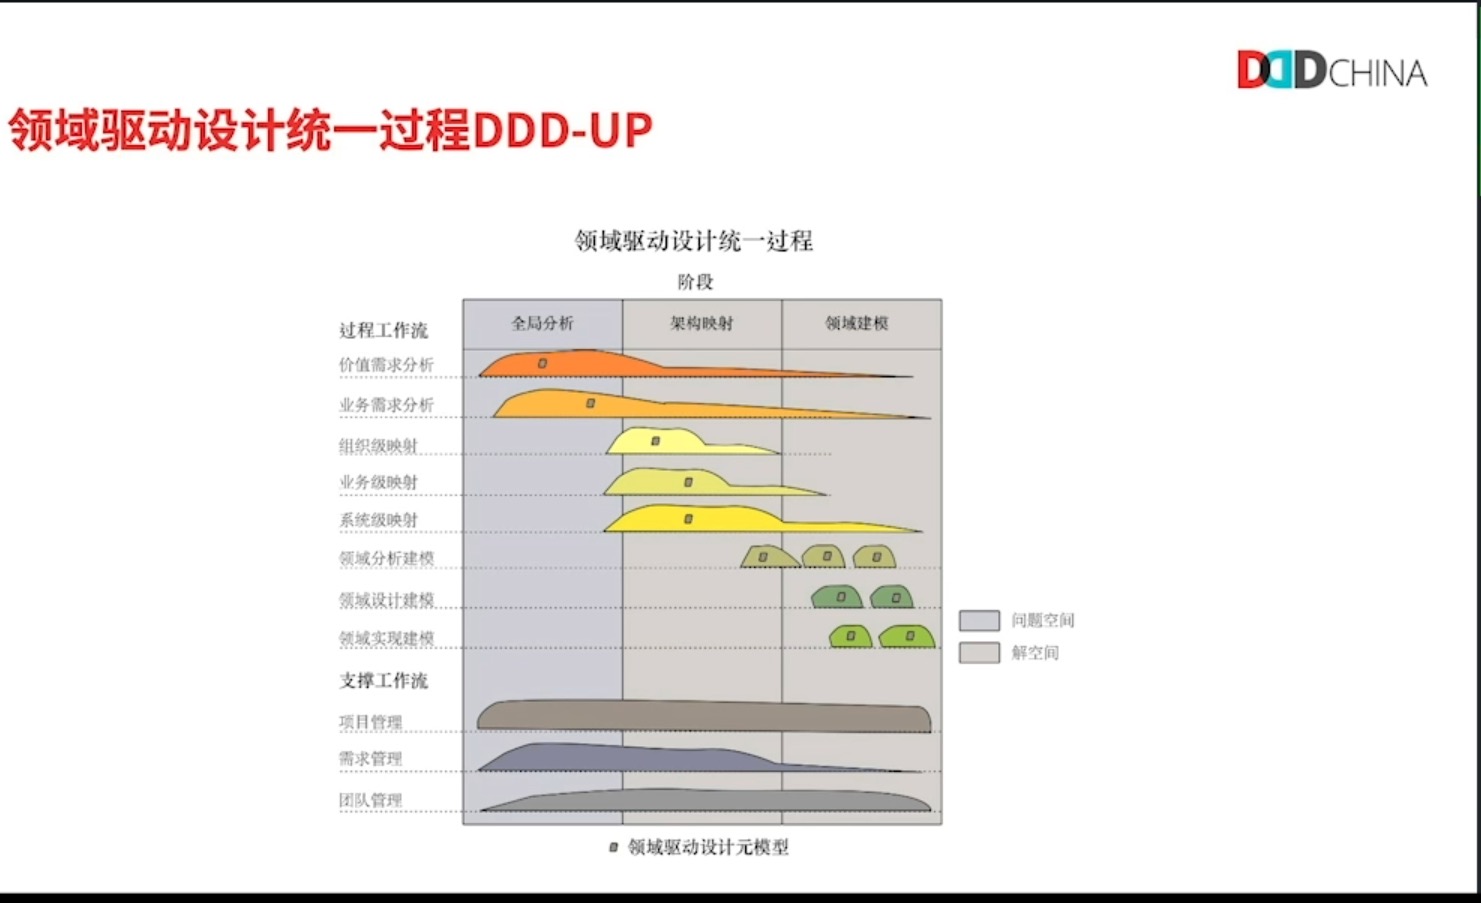 DDDCHINA
领域驱动设计统一过程DDD-UP
领域驱动设计统一过程
阶段
过程工作流
全局分析
架构映射
领域建模
价值需求分析
业务需求分析
组织级映射
业务级映射
系统级映射
领域分析建模
领域设计建模
领域实现建模
支撑工作流
项目管理
需求管理
团队管理
问题空间
解空间
领域驱动设计元模型